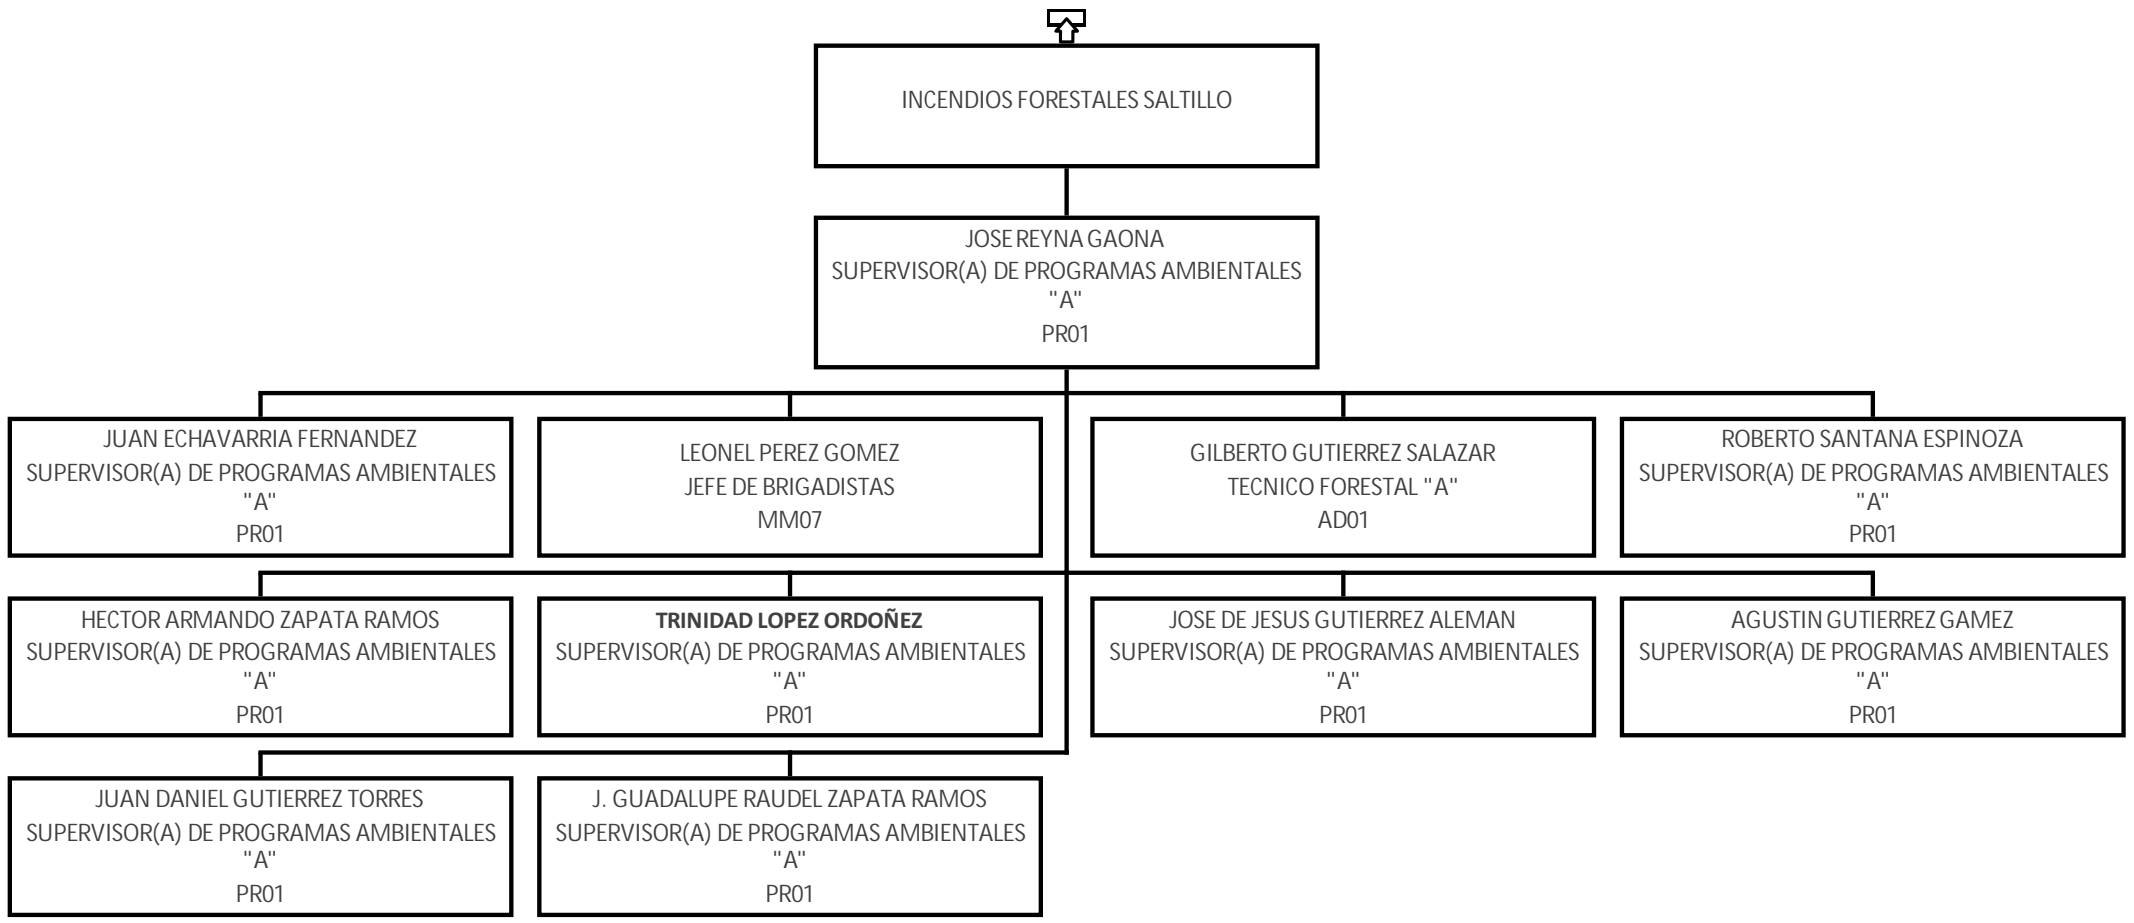 INCENDIOS FORESTALES SALTILLO
JOSE REYNA GAONA
SUPERVISOR(A) DE PROGRAMAS AMBIENTALES
"A"
PR01
JUAN ECHAVARRIA FERNANDEZ
SUPERVISOR(A) DE PROGRAMAS AMBIENTALES
"A"
PR01
LEONEL PEREZ GOMEZ
JEFE DE BRIGADISTAS
MM07
GILBERTO GUTIERREZ SALAZAR
TECNICO FORESTAL "A"
AD01
ROBERTO SANTANA ESPINOZA
SUPERVISOR(A) DE PROGRAMAS AMBIENTALES
"A"
PR01
HECTOR ARMANDO ZAPATA RAMOS
SUPERVISOR(A) DE PROGRAMAS AMBIENTALES
"A"
PR01
TRINIDAD LOPEZ ORDOÑEZ
SUPERVISOR(A) DE PROGRAMAS AMBIENTALES
"A"
PR01
JOSE DE JESUS GUTIERREZ ALEMAN
SUPERVISOR(A) DE PROGRAMAS AMBIENTALES
"A"
PR01
AGUSTIN GUTIERREZ GAMEZ
SUPERVISOR(A) DE PROGRAMAS AMBIENTALES
"A"
PR01
JUAN DANIEL GUTIERREZ TORRES
SUPERVISOR(A) DE PROGRAMAS AMBIENTALES
"A"
PR01
J. GUADALUPE RAUDEL ZAPATA RAMOS
SUPERVISOR(A) DE PROGRAMAS AMBIENTALES
"A"
PR01